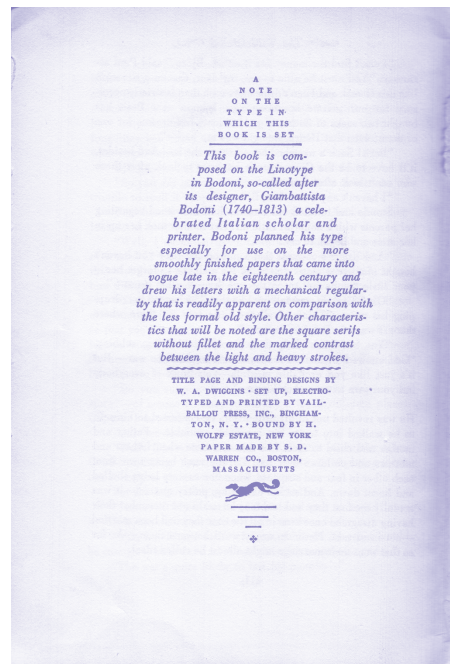 A
NOTE
ON THE
TYPE IN
WHICH THIS
BOOK IS SET
This book is com-
posed on the Linotype
in Bodoni, so-called after
its designer, Giambattista
Bodoni (1740–1813) a cele-
brated Italian scholar and
printer. Bodoni planned his type
especially for use on the more
smoothly finished papers that came into
vogue late in the eighteenth century and
drew his letters with a mechanical regular-
ity that is readily apparent on comparison with
the less formal old style. Other characteris-
tics that will be noted are the square serifs
without fillet and the marked contrast
between the light and heavy strokes.
TITLE PAGE AND BINDING DESIGNS BY
W. A. DWIGGINS · SET UP, ELECTRO-
TYPED AND PRINTED BY VAIL-
BALLOU PRESS, INC., BINGHAM-
TON, N. Y. · BOUND BY H.
WOLFF ESTATE, NEW YORK
PAPER MADE BY S. D.
WARREN CO., BOSTON,
MASSACHUSETTS